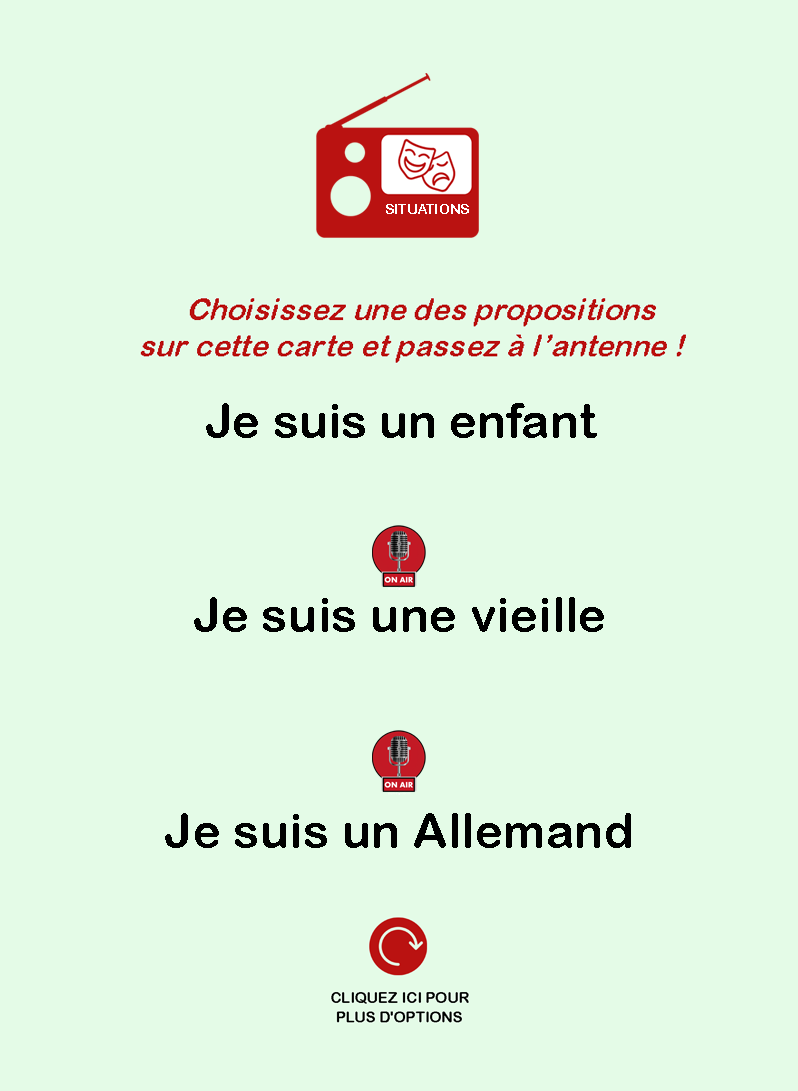 SITUATIONS
Choisissez une des propositions
sur cette carte et passez à l’antenne !
Je suis un enfant
ON AIR
Je suis une vieille
ON AIR
Je suis un Allemand
CLIQUEZ ICI POUR
PLUS D'OPTIONS